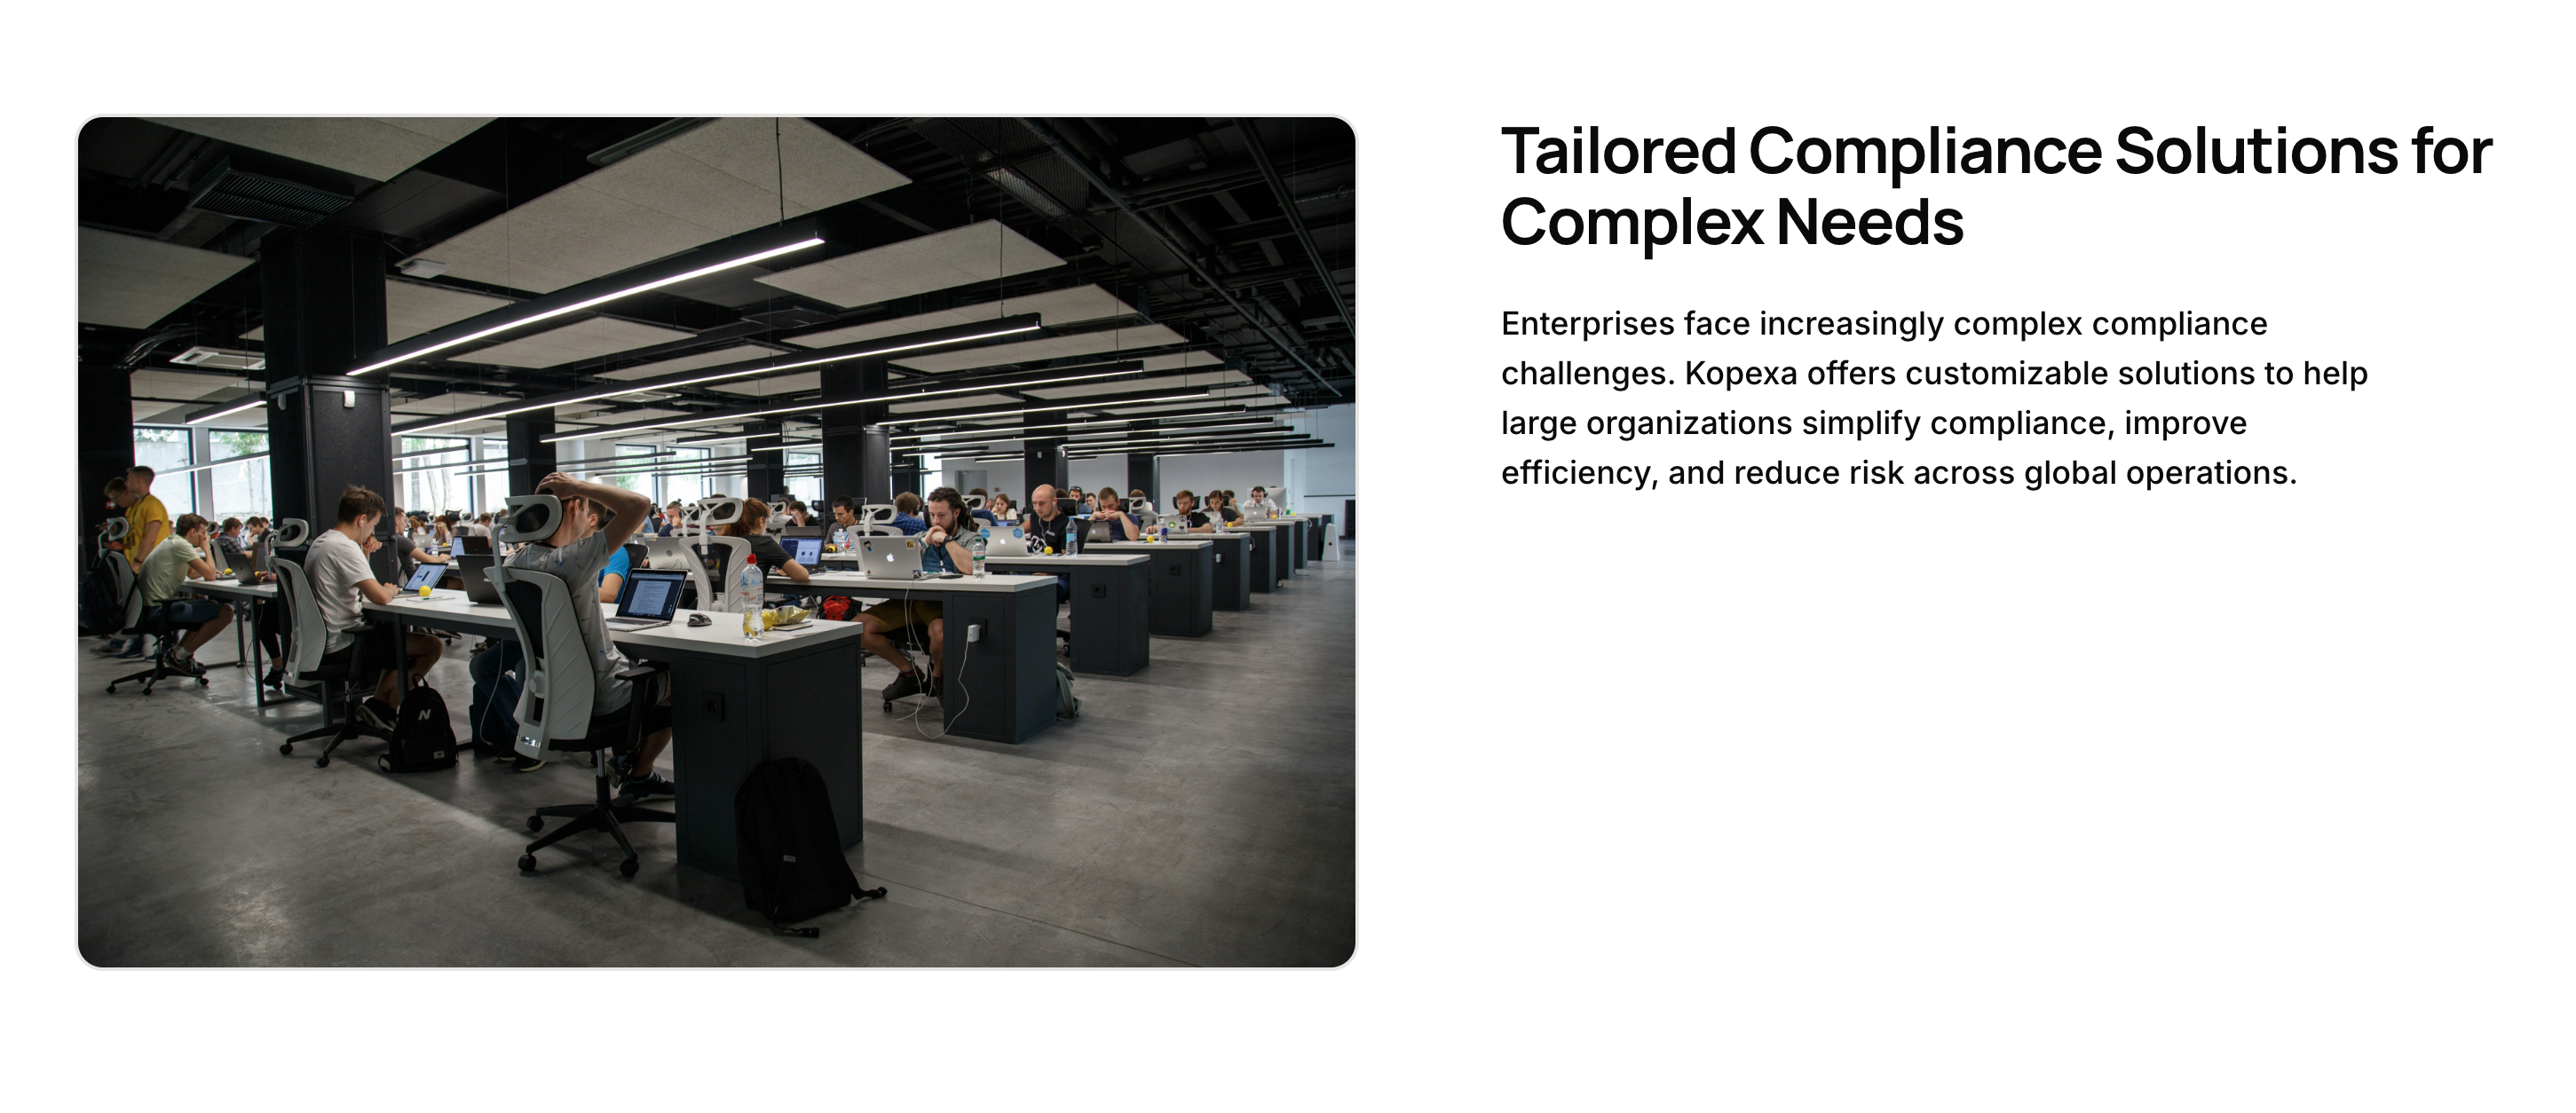 Tailored Compliance Solutions for
Complex Needs
Enterprises face increasingly complex compliance
challenges. Kopexa offers customizable solutions to help
large organizations simplify compliance, improve
efficiency, and reduce risk across global operations.